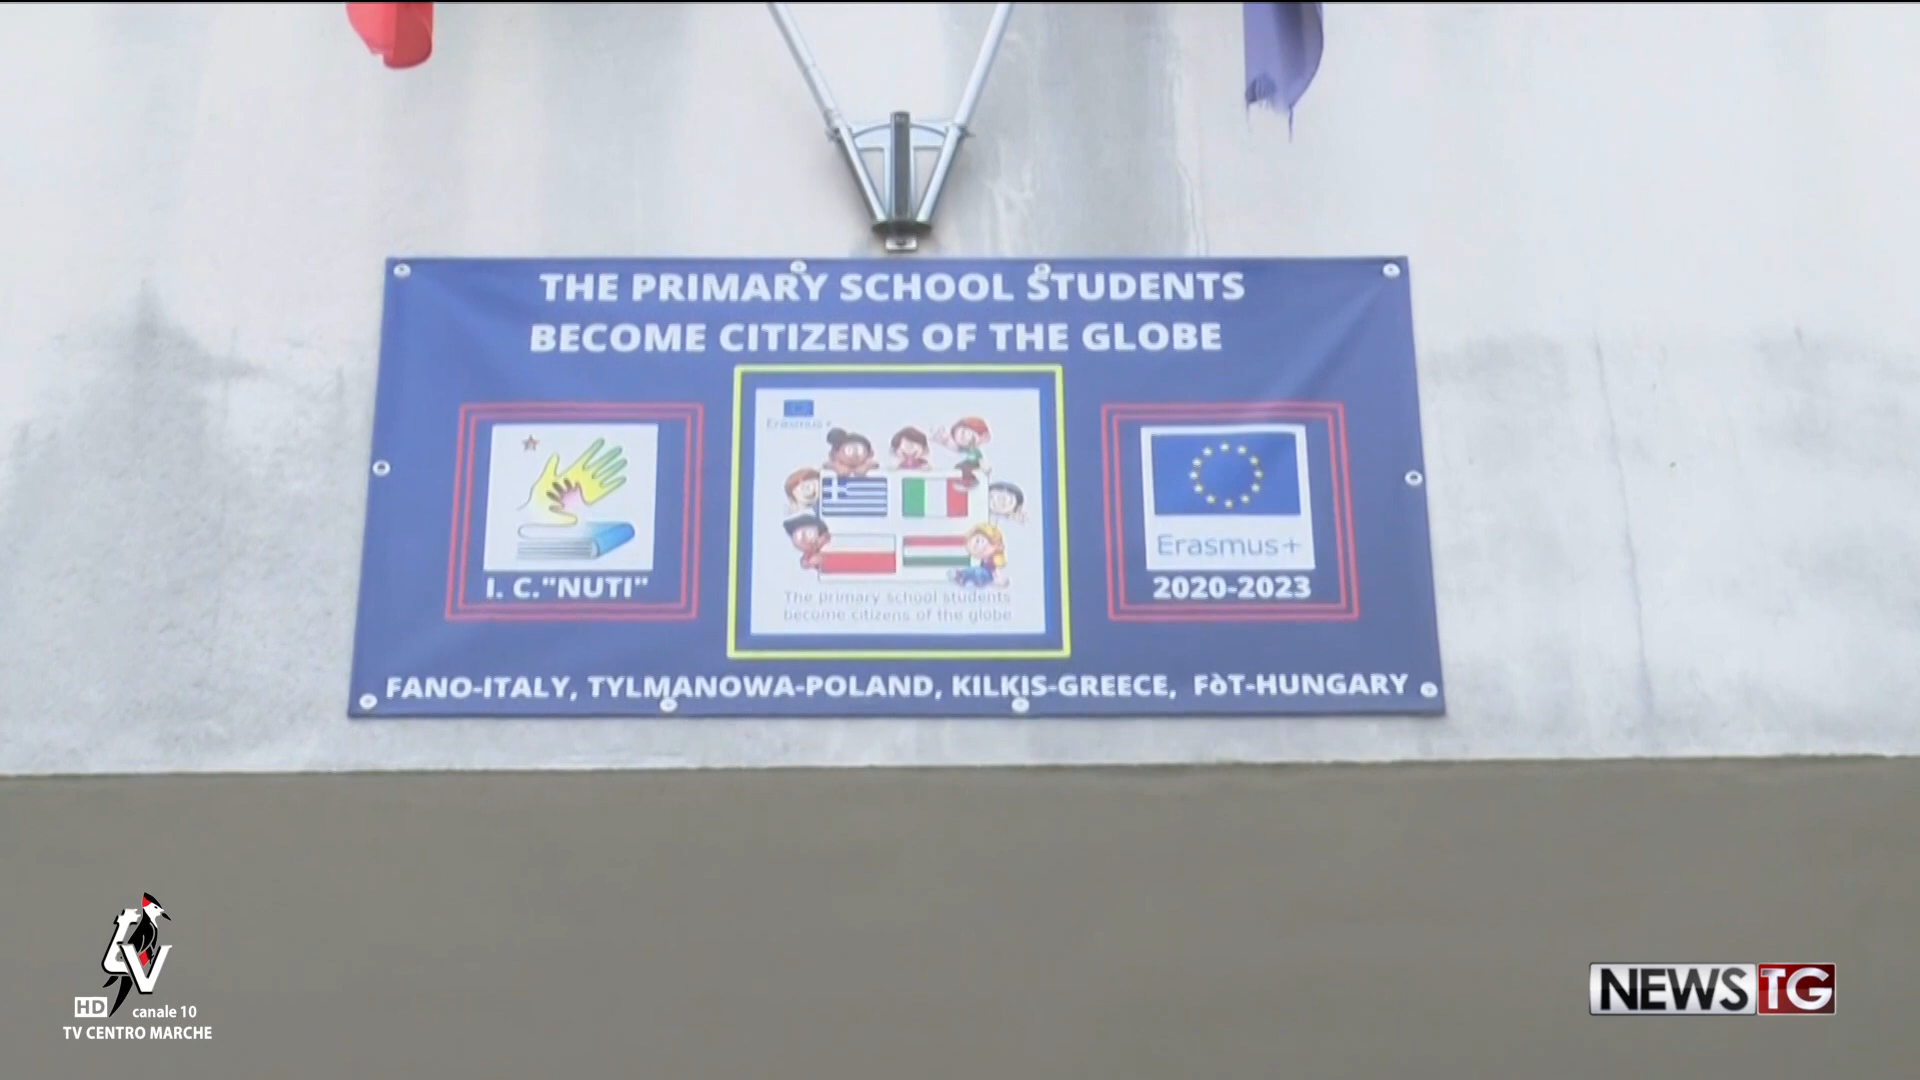 THE PRIMARY SCHOOL STUDENTS
BECOME CITIZENS OF THE GLOBE
Erasmus+
The primary school students
become citizens of the globe
I. C."NUTI"
Erasmus+
2020-2023
FANO-ITALY, TYLMANOWA-POLAND, KILKIS-GREECE, FòT-HUNGARY
HD canale 10
TV CENTRO MARCHE
NEWS TG